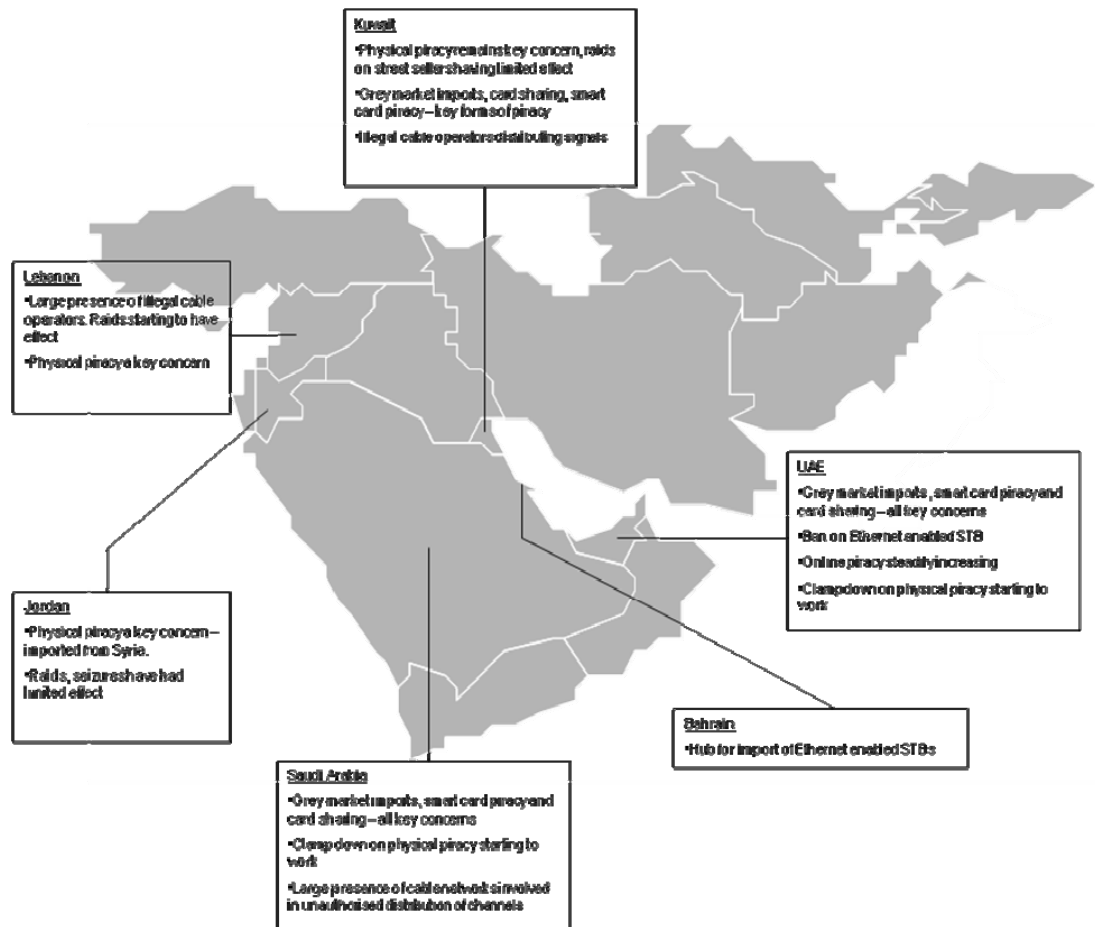 Kuwait
•Physical piracy remains key concern, raids
on street sellers having limited effect
•Grey market imports, card sharing, smart
card piracy – key forms of piracy
•Illegal cable operators distributing signals
Lebanon
•Large presence of illegal cable
operators. Raids starting to have
effect
•Physical piracy a key concern
UAE
•Grey market imports, smart card piracy and
card sharing – all key concerns
•Ban on Ethernet enabled STB
•Online piracy steadily increasing
•Clampdown on physical piracy starting to
work
Jordan
•Physical piracy a key concern –
imported from Syria.
•Raids, seizures have had
limited effect
Bahrain
•Hub for import of Ethernet enabled STBs
Saudi Arabia
•Grey market imports, smart card piracy and
card sharing – all key concerns
•Clampdown on physical piracy starting to
work
•Large presence of cable networks involved
in unauthorised distribution of channels